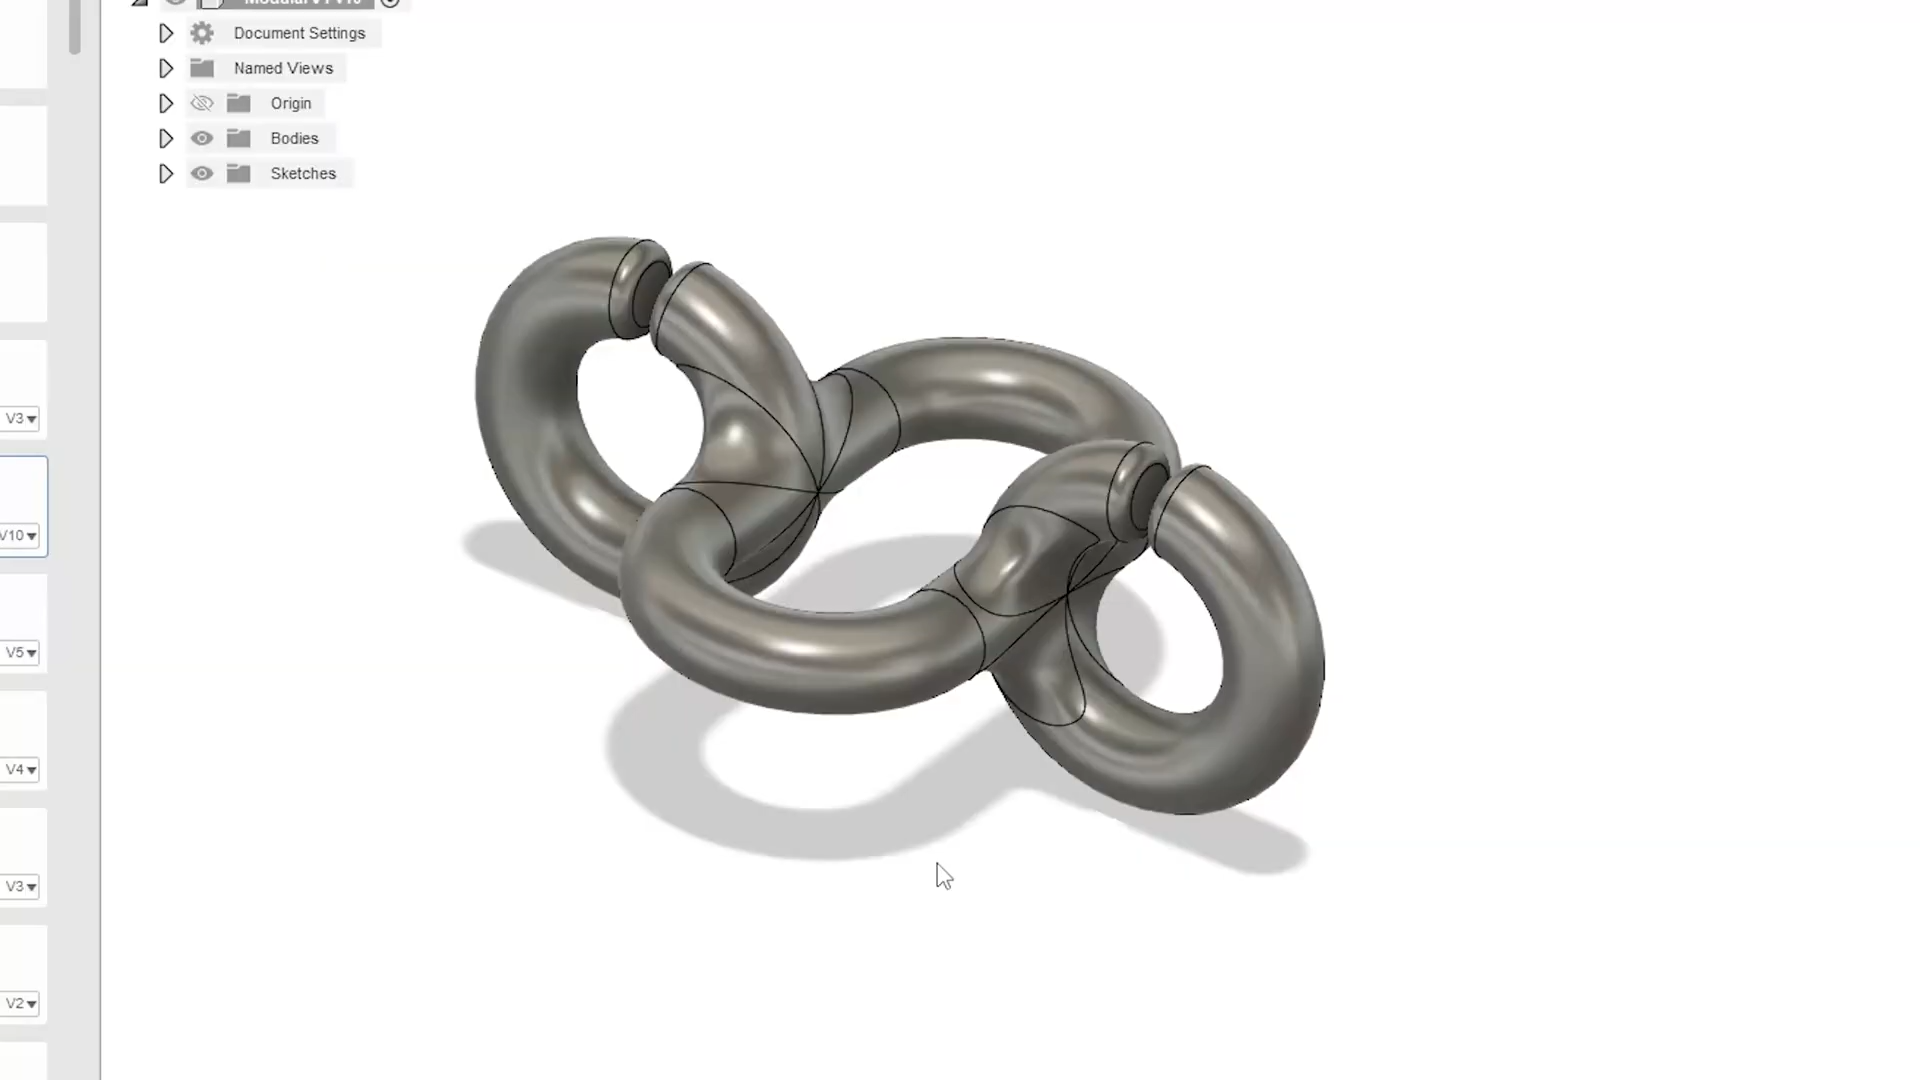 Document Settings
Named Views
Origin
Bodies
Sketches
V3
V10
V5
V4
V3
V2